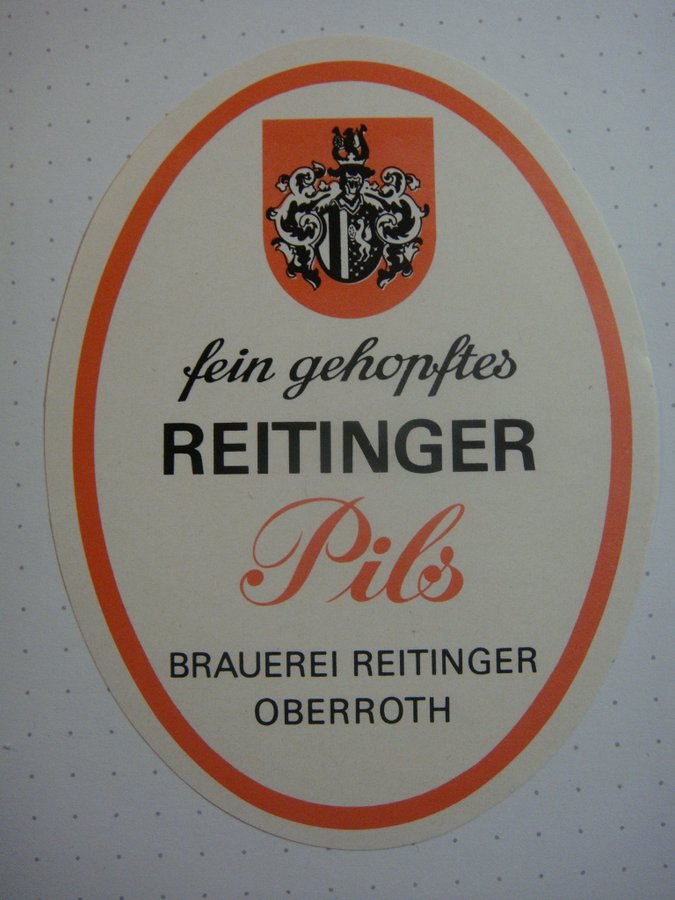 fein gehopftes
REITINGER
Pils
BRAUEREI REITINGER
OBERROTH